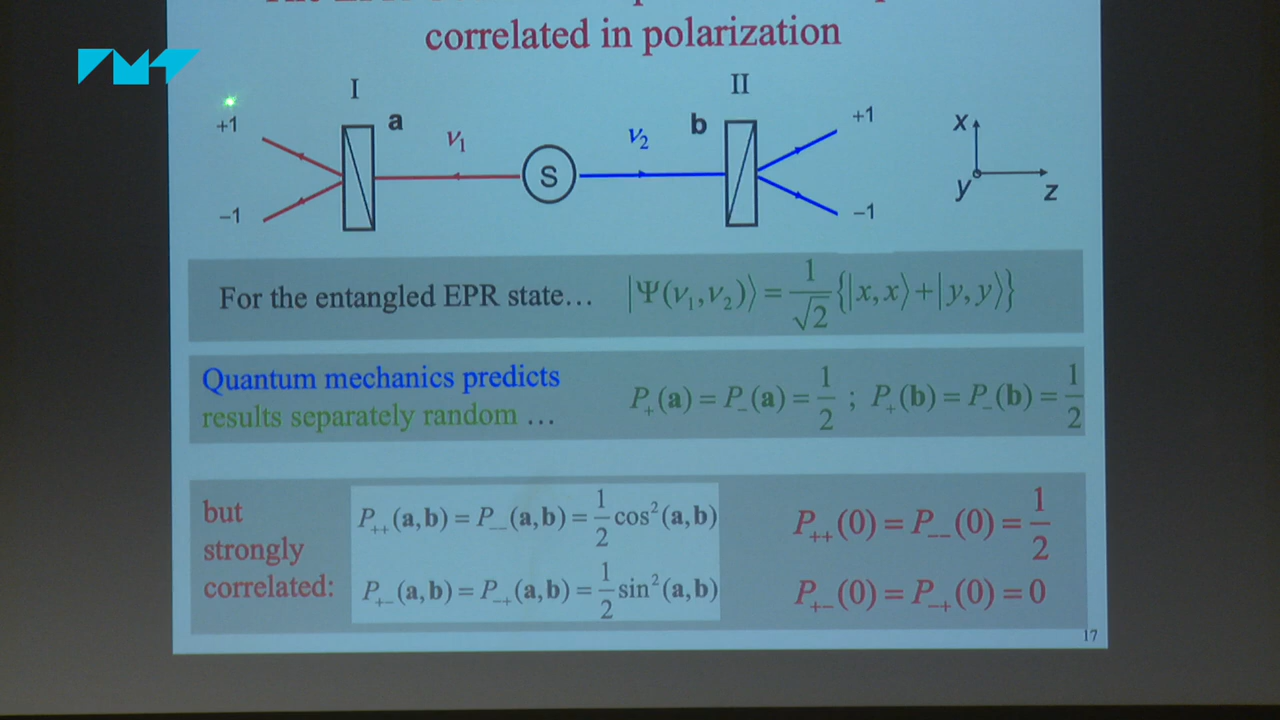 correlated in polarization
I
II
+1
a
ν₁
S
ν₂
b
+1
x
y
z
−1
−1
For the entangled EPR state… |Ψ(ν₁,ν₂)⟩ = 1/√2 {|x,x⟩+|y,y⟩}
Quantum mechanics predicts
results separately random …
P₊(a) = P₋(a) = 1/2 ; P₊(b) = P₋(b) = 1/2
but
strongly
correlated:
P₊₊(a,b) = P₋₋(a,b) = 1/2 cos²(a,b)
P₊₋(a,b) = P₋₊(a,b) = 1/2 sin²(a,b)
P₊₊(0) = P₋₋(0) = 1/2
P₊₋(0) = P₋₊(0) = 0
17